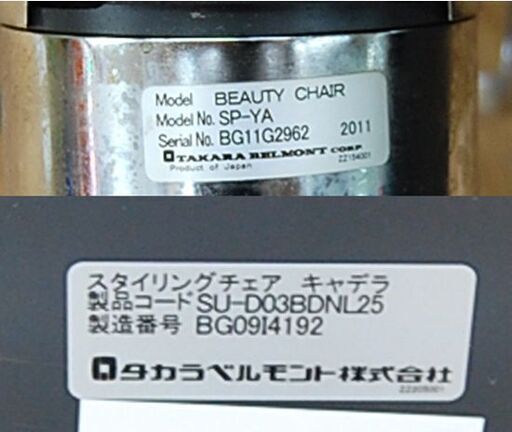 Model BEAUTY CHAIR
Model No. SP-YA
Serial No. BG11G2962 2011
TAKARA BELMONT CORP.
Product of Japan ZZ154001
スタイリングチェア キャデラ
製品コード SU-D03BDNL25
製造番号 BG09I4192
タカラベルモント株式会社